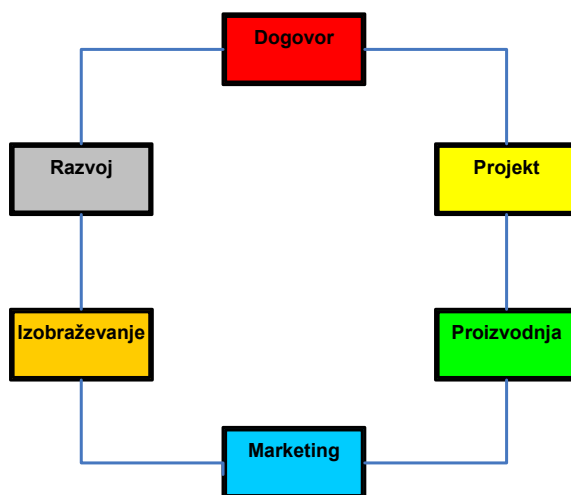 Dogovor
Razvoj
Projekt
Izobraževanje
Proizvodnja
Marketing